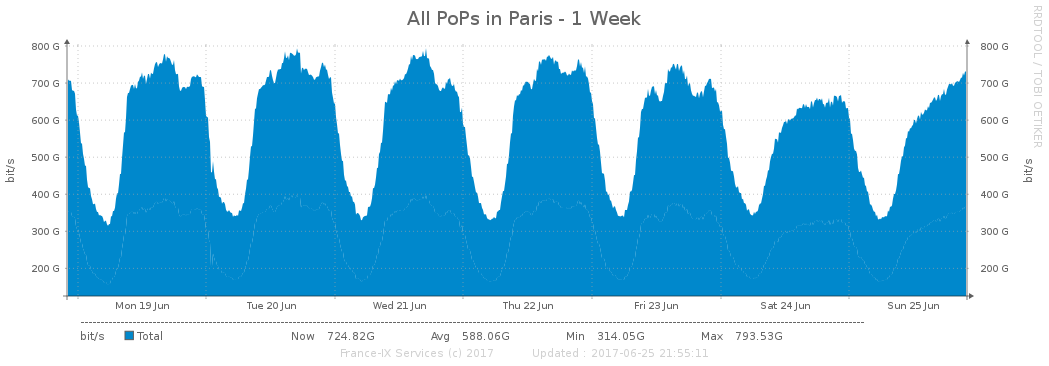 All PoPs in Paris - 1 Week
RRDTOOL / TOBI OETIKER
800 G 800 G
700 G 700 G
600 G 600 G
500 G 500 G
400 G 400 G
300 G 300 G
200 G 200 G
bit/s bit/s
Mon 19 Jun Tue 20 Jun Wed 21 Jun Thu 22 Jun Fri 23 Jun Sat 24 Jun Sun 25 Jun
bit/s Total Now 724.82G Avg 588.06G Min 314.05G Max 793.53G
France-IX Services (c) 2017 Updated : 2017-06-25 21:55:11